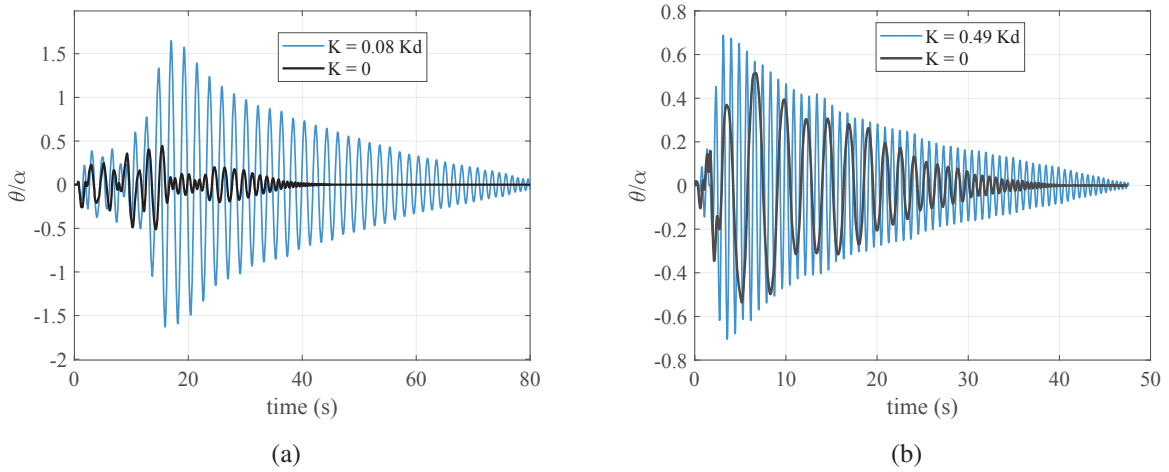 K = 0.08 Kd
K = 0
θ/α
1.5
1
0.5
0
-0.5
-1
-1.5
-2
0
20
40
60
80
time (s)
(a)
K = 0.49 Kd
K = 0
θ/α
0.8
0.6
0.4
0.2
0
-0.2
-0.4
-0.6
-0.8
0
10
20
30
40
50
time (s)
(b)